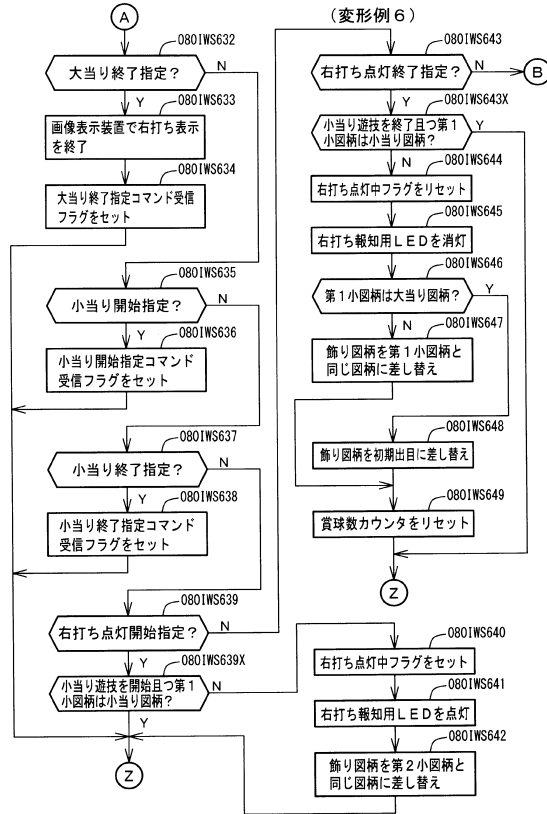 (変形例6)
A
080IWS632
大当り終了指定?
N
Y
080IWS633
画像表示装置で右打ち表示
を終了
080IWS634
大当り終了指定コマンド受信
フラグをセット
080IWS635
小当り開始指定?
N
Y
080IWS636
小当り開始指定コマンド
受信フラグをセット
080IWS637
小当り終了指定?
N
Y
080IWS638
小当り終了指定コマンド
受信フラグをセット
080IWS639
右打ち点灯開始指定?
N
Y
080IWS639X
小当り遊技を開始且つ第1
小図柄は小当り図柄?
N
Y
Z
080IWS640
右打ち点灯中フラグをセット
080IWS641
右打ち報知用LEDを点灯
080IWS642
飾り図柄を第2小図柄と
同じ図柄に差し替え
080IWS643
右打ち点灯終了指定?
N
B
Y
080IWS643X
小当り遊技を終了且つ第1
小図柄は小当り図柄?
Y
N
080IWS644
右打ち点灯中フラグをリセット
080IWS645
右打ち報知用LEDを消灯
080IWS646
第1小図柄は大当り図柄?
Y
N
080IWS647
飾り図柄を第1小図柄と
同じ図柄に差し替え
080IWS648
飾り図柄を初期出目に差し替え
080IWS649
賞球数カウンタをリセット
Z